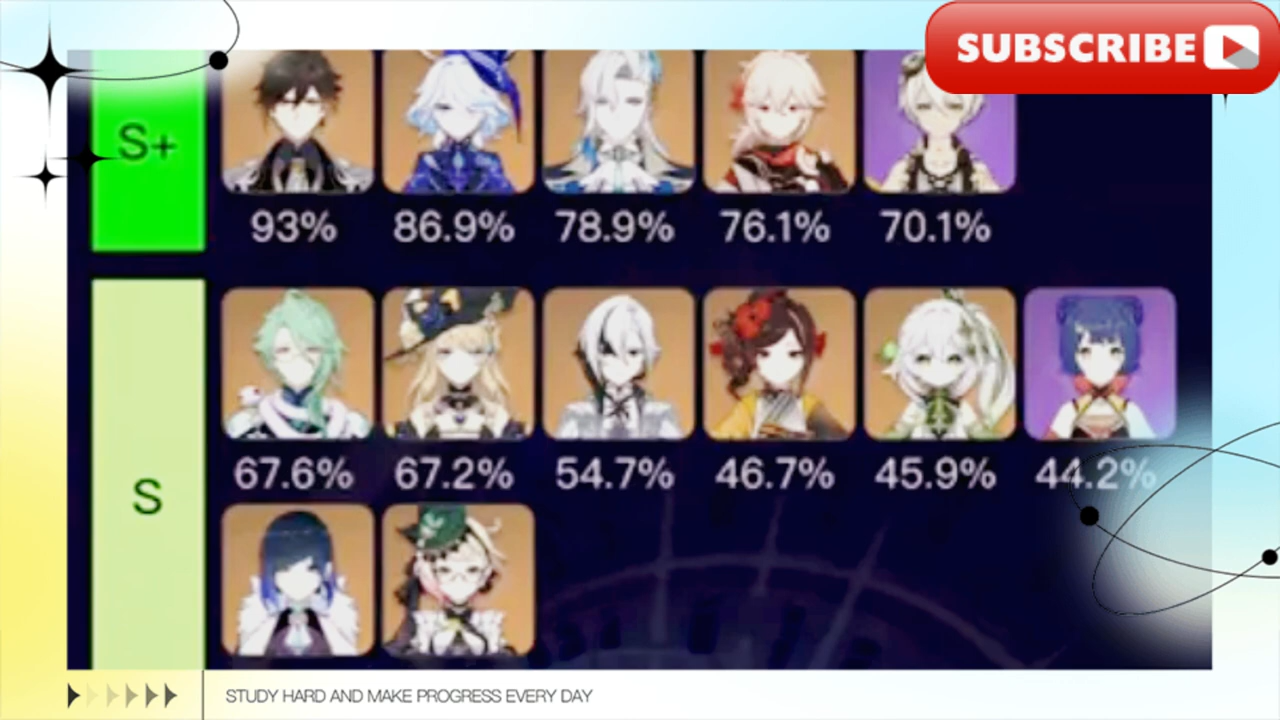 SUBSCRIBE
S+
93% 86.9% 78.9% 76.1% 70.1%
S
67.6% 67.2% 54.7% 46.7% 45.9% 44.2%
STUDY HARD AND MAKE PROGRESS EVERY DAY